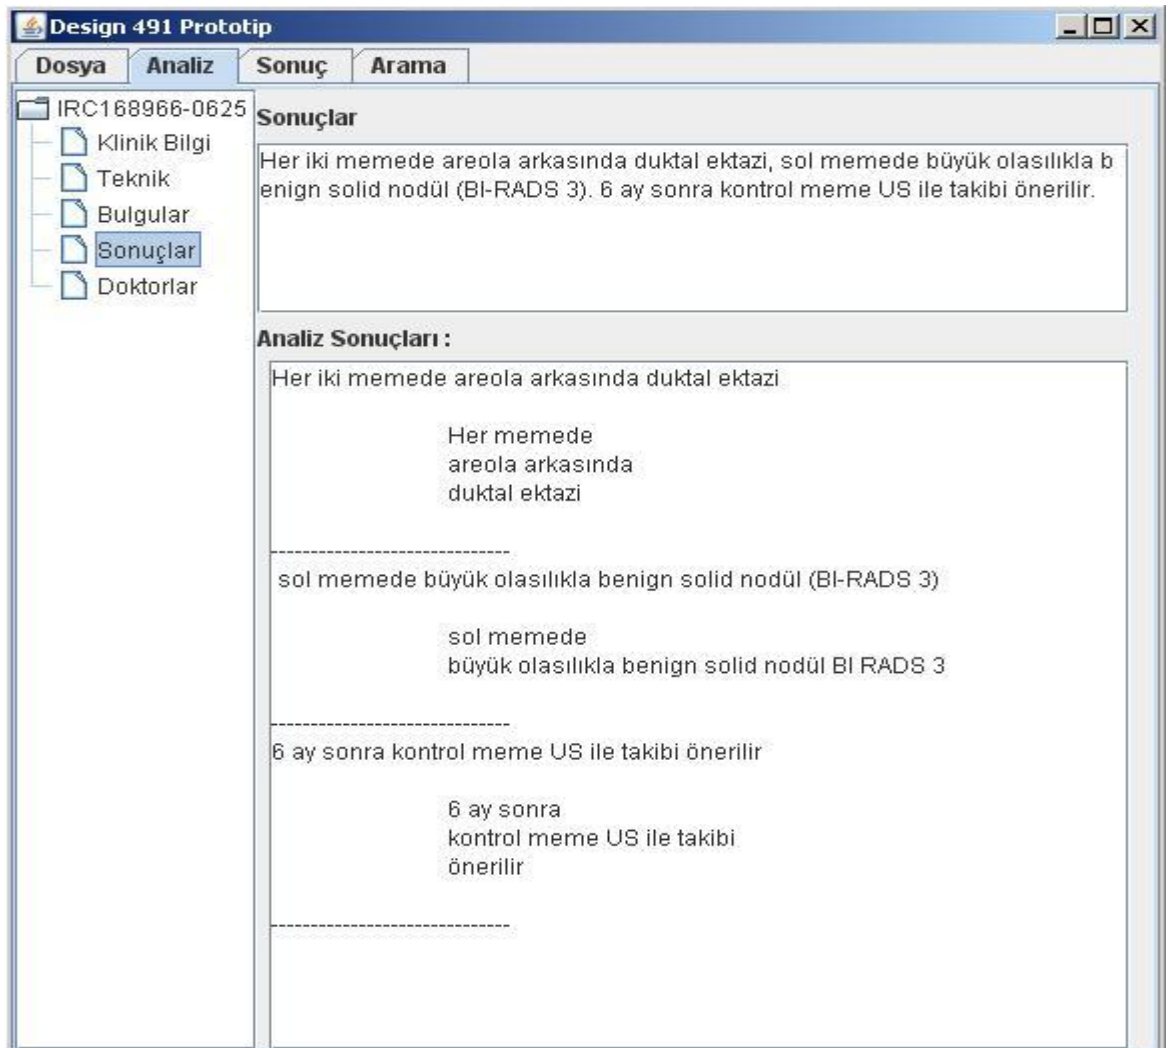 Design 491 Prototip
Dosya Analiz Sonuç Arama
IRC168966-0625
Klinik Bilgi
Teknik
Bulgular
Sonuçlar
Doktorlar
Sonuçlar
Her iki memede areola arkasında duktal ektazi, sol memede büyük olasılıkla b
enign solid nodül (BI-RADS 3). 6 ay sonra kontrol meme US ile takibi önerilir.
Analiz Sonuçları :
Her iki memede areola arkasında duktal ektazi
Her memede
areola arkasında
duktal ektazi
------------------------------
sol memede büyük olasılıkla benign solid nodül (BI-RADS 3)
sol memede
büyük olasılıkla benign solid nodül BI RADS 3
------------------------------
6 ay sonra kontrol meme US ile takibi önerilir
6 ay sonra
kontrol meme US ile takibi
önerilir
------------------------------